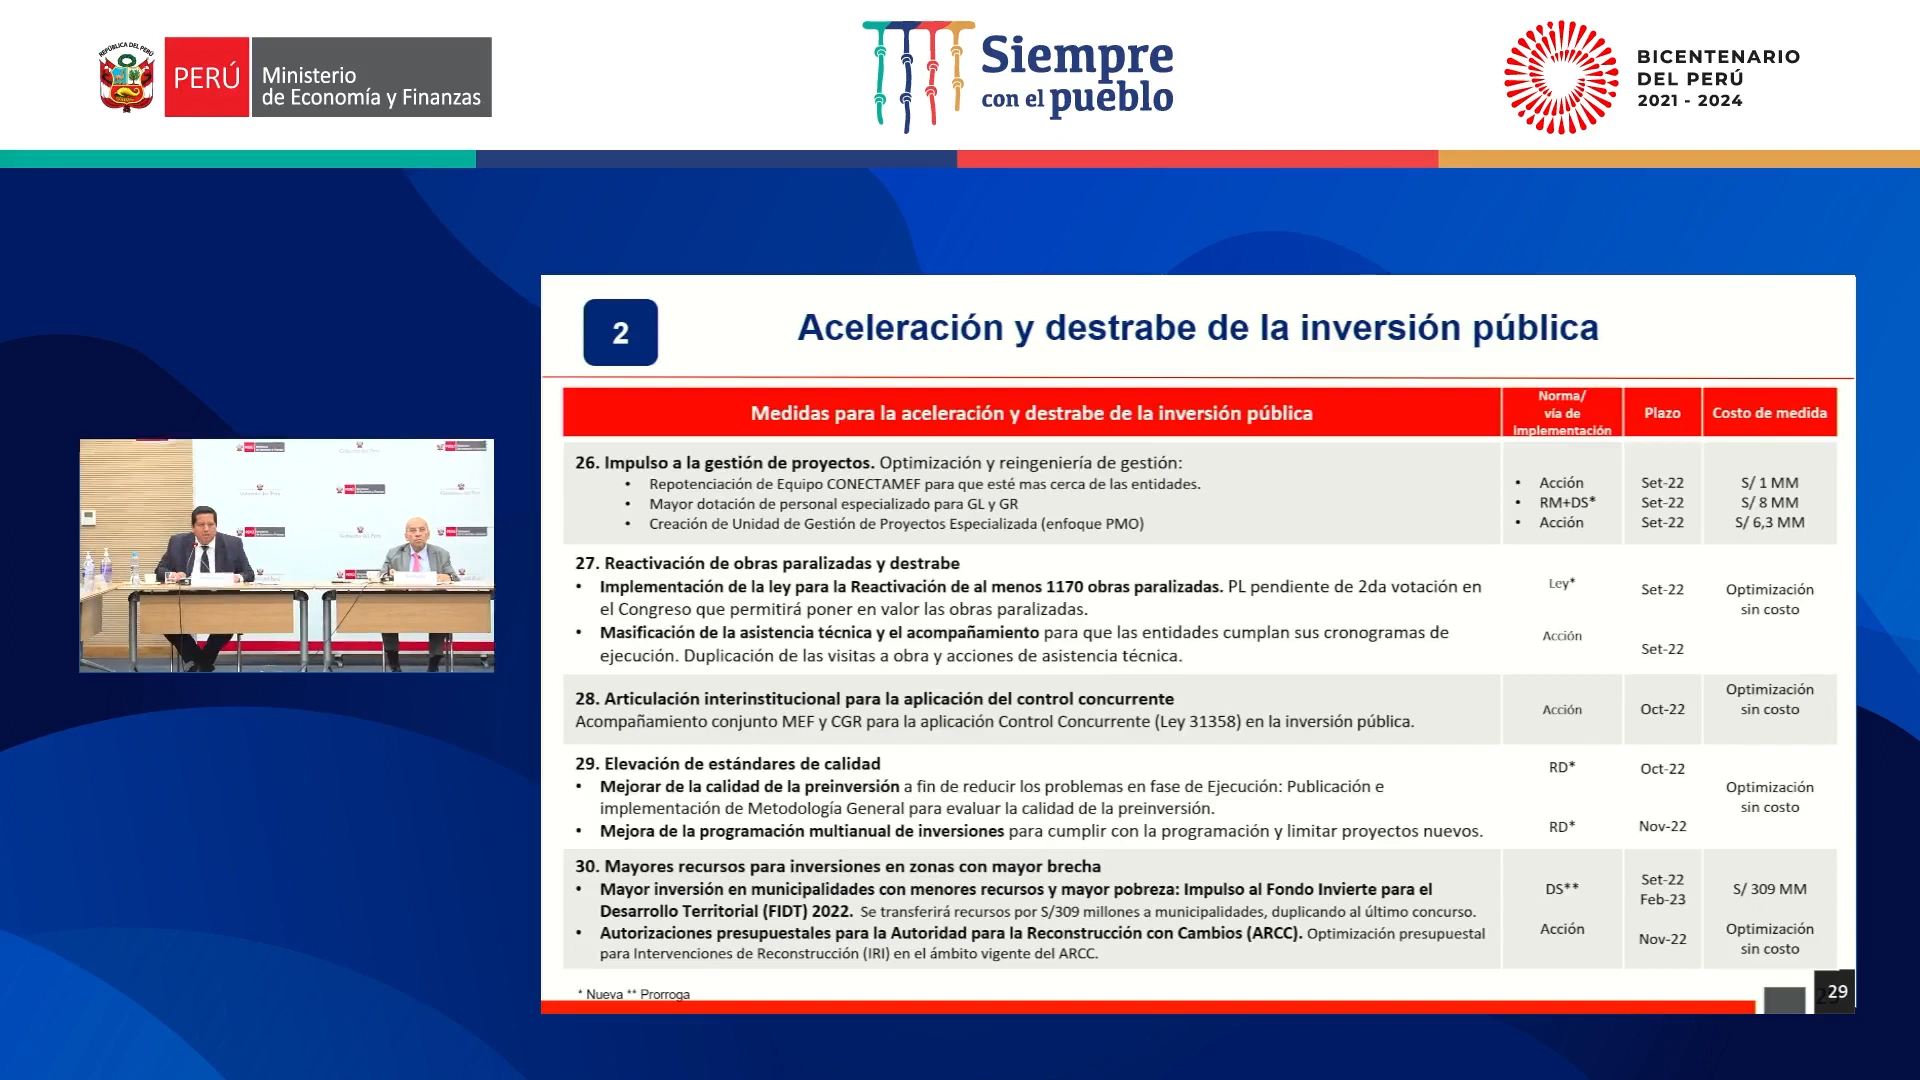 REPÚBLICA DEL PERÚ
PERÚ
Ministerio
de Economía y Finanzas
Siempre
con el pueblo
BICENTENARIO
DEL PERÚ
2021 - 2024
2
Aceleración y destrabe de la inversión pública
Medidas para la aceleración y destrabe de la inversión pública
Norma/
vía de
implementación
Plazo
Costo de medida
26. Impulso a la gestión de proyectos. Optimización y reingeniería de gestión:
• Repotenciación de Equipo CONECTAMEF para que esté mas cerca de las entidades.
• Mayor dotación de personal especializado para GL y GR
• Creación de Unidad de Gestión de Proyectos Especializada (enfoque PMO)
• Acción
• RM+DS*
• Acción
Set-22
Set-22
Set-22
S/ 1 MM
S/ 8 MM
S/ 6,3 MM
27. Reactivación de obras paralizadas y destrabe
• Implementación de la ley para la Reactivación de al menos 1170 obras paralizadas. PL pendiente de 2da votación en
el Congreso que permitirá poner en valor las obras paralizadas.
• Masificación de la asistencia técnica y el acompañamiento para que las entidades cumplan sus cronogramas de
ejecución. Duplicación de las visitas a obra y acciones de asistencia técnica.
Ley*
Acción
Set-22
Set-22
Optimización
sin costo
28. Articulación interinstitucional para la aplicación del control concurrente
Acompañamiento conjunto MEF y CGR para la aplicación Control Concurrente (Ley 31358) en la inversión pública.
Acción
Oct-22
Optimización
sin costo
29. Elevación de estándares de calidad
• Mejorar de la calidad de la preinversión a fin de reducir los problemas en fase de Ejecución: Publicación e
implementación de Metodología General para evaluar la calidad de la preinversión.
• Mejora de la programación multianual de inversiones para cumplir con la programación y limitar proyectos nuevos.
RD*
RD*
Oct-22
Nov-22
Optimización
sin costo
30. Mayores recursos para inversiones en zonas con mayor brecha
• Mayor inversión en municipalidades con menores recursos y mayor pobreza: Impulso al Fondo Invierte para el
Desarrollo Territorial (FIDT) 2022. Se transferirá recursos por S/309 millones a municipalidades, duplicando al último concurso.
• Autorizaciones presupuestales para la Autoridad para la Reconstrucción con Cambios (ARCC). Optimización presupuestal
para Intervenciones de Reconstrucción (IRI) en el ámbito vigente del ARCC.
DS**
Acción
Set-22
Feb-23
Nov-22
S/ 309 MM
Optimización
sin costo
* Nueva ** Prorroga
29